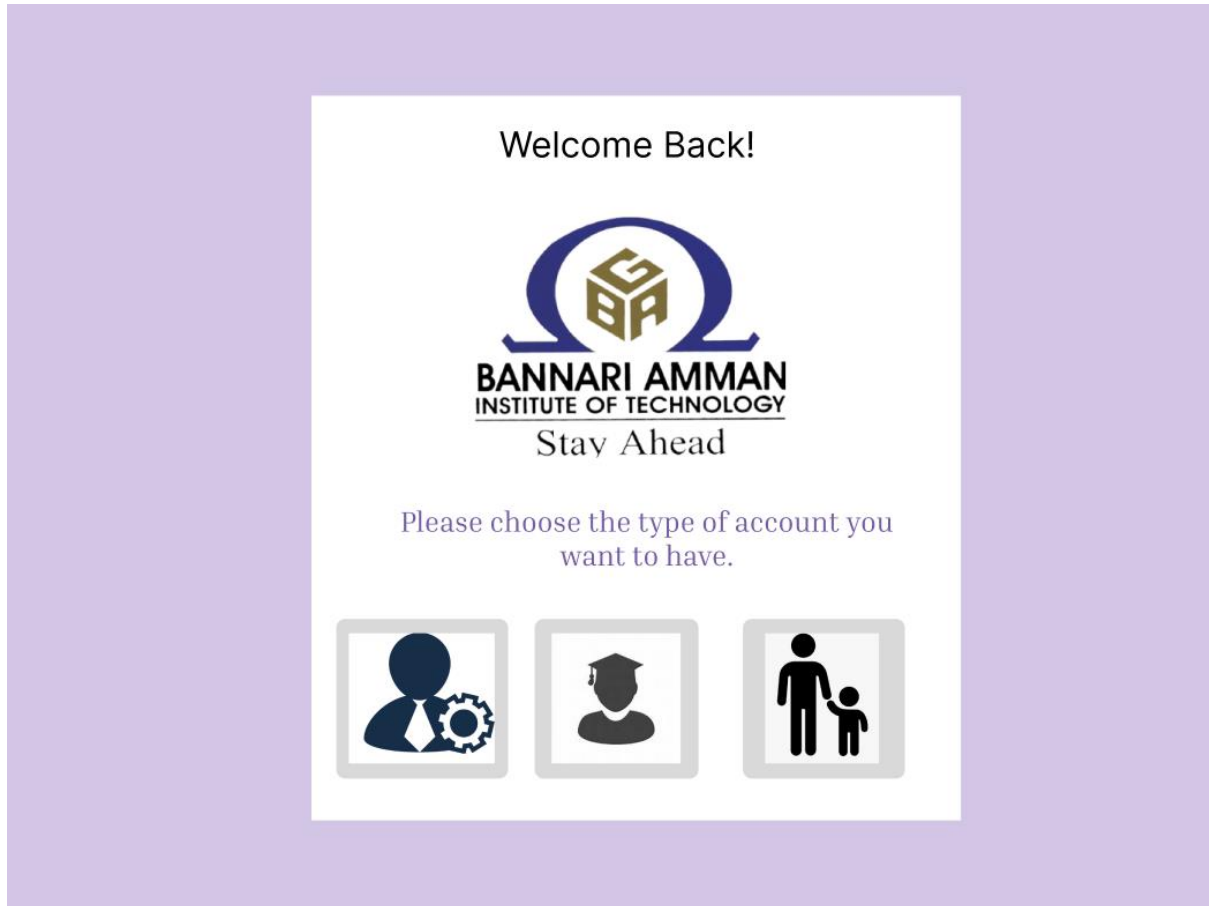 Welcome Back!
G
BA
BANNARI AMMAN
INSTITUTE OF TECHNOLOGY
Stay Ahead
Please choose the type of account you
want to have.